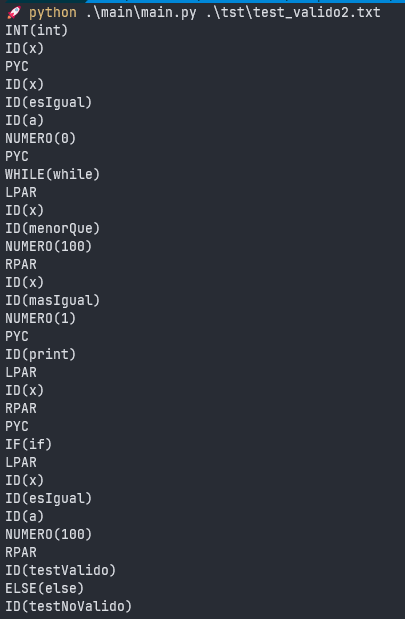 🚀 python .\main\main.py .\tst\test_valido2.txt
INT(int)
ID(x)
PYC
ID(x)
ID(esIgual)
ID(a)
NUMERO(0)
PYC
WHILE(while)
LPAR
ID(x)
ID(menorQue)
NUMERO(100)
RPAR
ID(x)
ID(masIgual)
NUMERO(1)
PYC
ID(print)
LPAR
ID(x)
RPAR
PYC
IF(if)
LPAR
ID(x)
ID(esIgual)
ID(a)
NUMERO(100)
RPAR
ID(testValido)
ELSE(else)
ID(testNoValido)